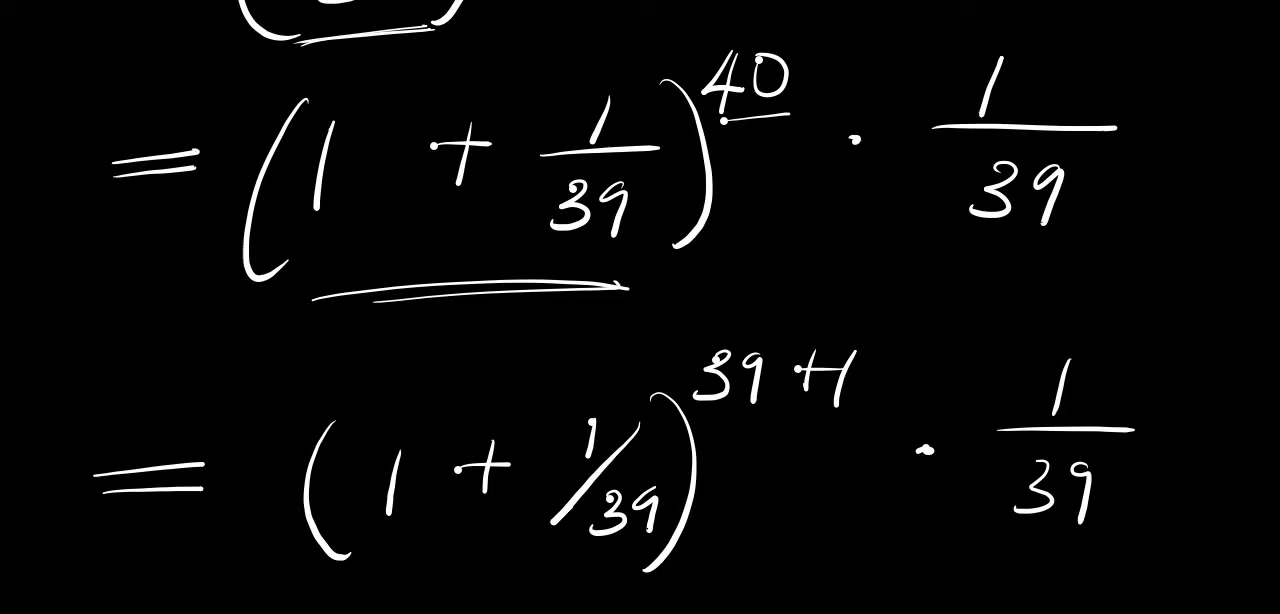 = (1 + 1/39)^40 · 1/39
= (1 + 1/39)^39+1 · 1/39